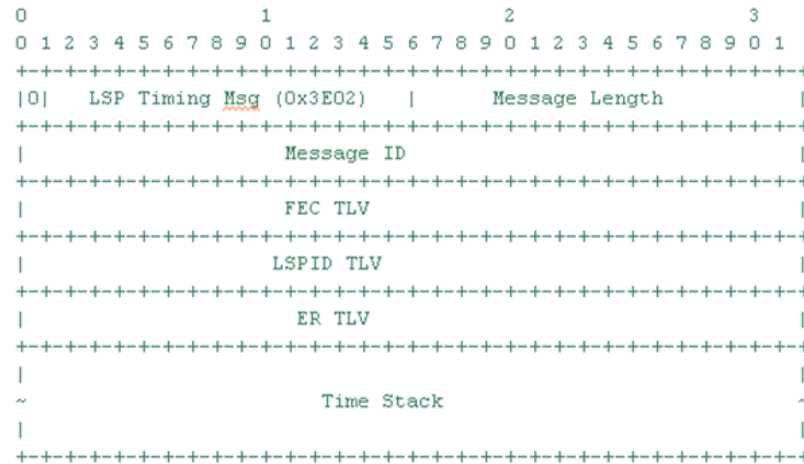 0                   1                   2                   3
0 1 2 3 4 5 6 7 8 9 0 1 2 3 4 5 6 7 8 9 0 1 2 3 4 5 6 7 8 9 0 1
+-+-+-+-+-+-+-+-+-+-+-+-+-+-+-+-+-+-+-+-+-+-+-+-+-+-+-+-+-+-+-+-+
|0|   LSP Timing Msg (0x3E02)   |      Message Length           |
+-+-+-+-+-+-+-+-+-+-+-+-+-+-+-+-+-+-+-+-+-+-+-+-+-+-+-+-+-+-+-+-+
|                     Message ID                                |
+-+-+-+-+-+-+-+-+-+-+-+-+-+-+-+-+-+-+-+-+-+-+-+-+-+-+-+-+-+-+-+-+
|                     FEC TLV                                   |
+-+-+-+-+-+-+-+-+-+-+-+-+-+-+-+-+-+-+-+-+-+-+-+-+-+-+-+-+-+-+-+-+
|                    LSPID TLV                                  |
+-+-+-+-+-+-+-+-+-+-+-+-+-+-+-+-+-+-+-+-+-+-+-+-+-+-+-+-+-+-+-+-+
|                      ER TLV                                   |
+-+-+-+-+-+-+-+-+-+-+-+-+-+-+-+-+-+-+-+-+-+-+-+-+-+-+-+-+-+-+-+-+
|                                                               |
~                        Time Stack                             ~
|                                                               |
+-+-+-+-+-+-+-+-+-+-+-+-+-+-+-+-+-+-+-+-+-+-+-+-+-+-+-+-+-+-+-+-+